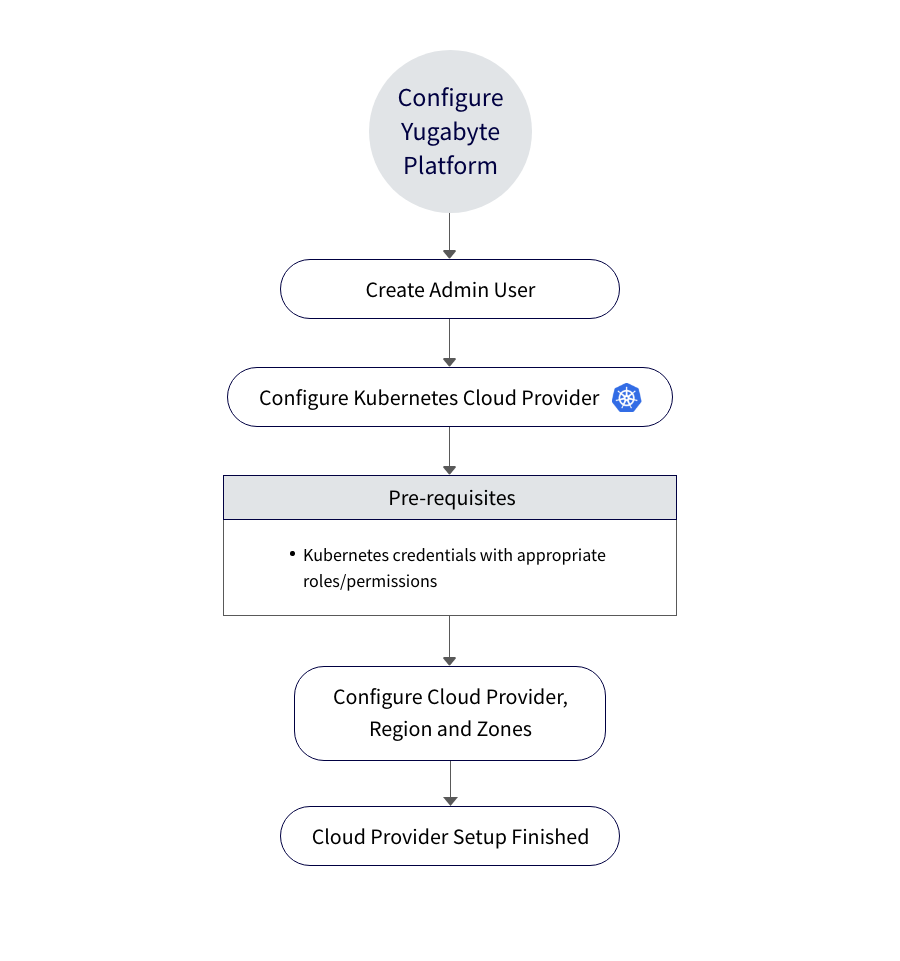 Configure
Yugabyte
Platform
Create Admin User
Configure Kubernetes Cloud Provider
Pre-requisites
• Kubernetes credentials with appropriate
roles/permissions
Configure Cloud Provider,
Region and Zones
Cloud Provider Setup Finished